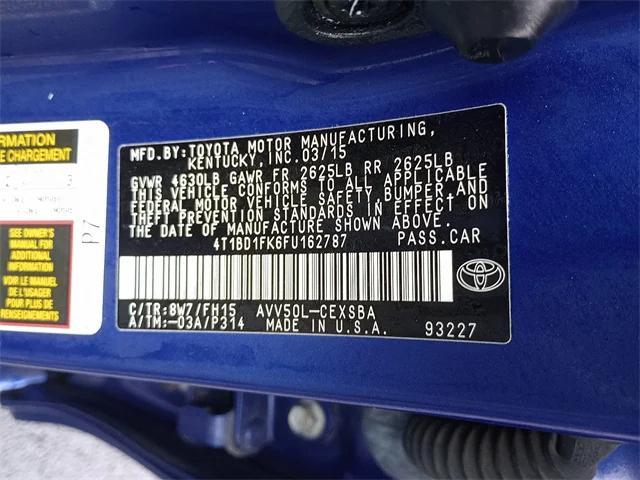 RMATION
E CHARGEMENT
2 3
P7
SEE OWNER'S
MANUAL FOR
ADDITIONAL
INFORMATION
VOIR LE MANUEL
DE L'USAGER
POUR PLUS DE
RENSEIGNEMENTS
MFD.BY:TOYOTA MOTOR MANUFACTURING,
KENTUCKY, INC.03/15
GVWR 4630LB GAWR FR 2625LB RR 2625LB
THIS VEHICLE CONFORMS TO ALL APPLICABLE
FEDERAL MOTOR VEHICLE SAFETY,BUMPER,AND
THEFT PREVENTION STANDARDS IN EFFECT ON
THE DATE OF MANUFACTURE SHOWN ABOVE.
4T1BD1FK6FU162787 PASS.CAR
C/TR:8W7/FH15 AVV50L-CEXSBA
A/TM:-03A/P314 MADE IN U.S.A. 93227